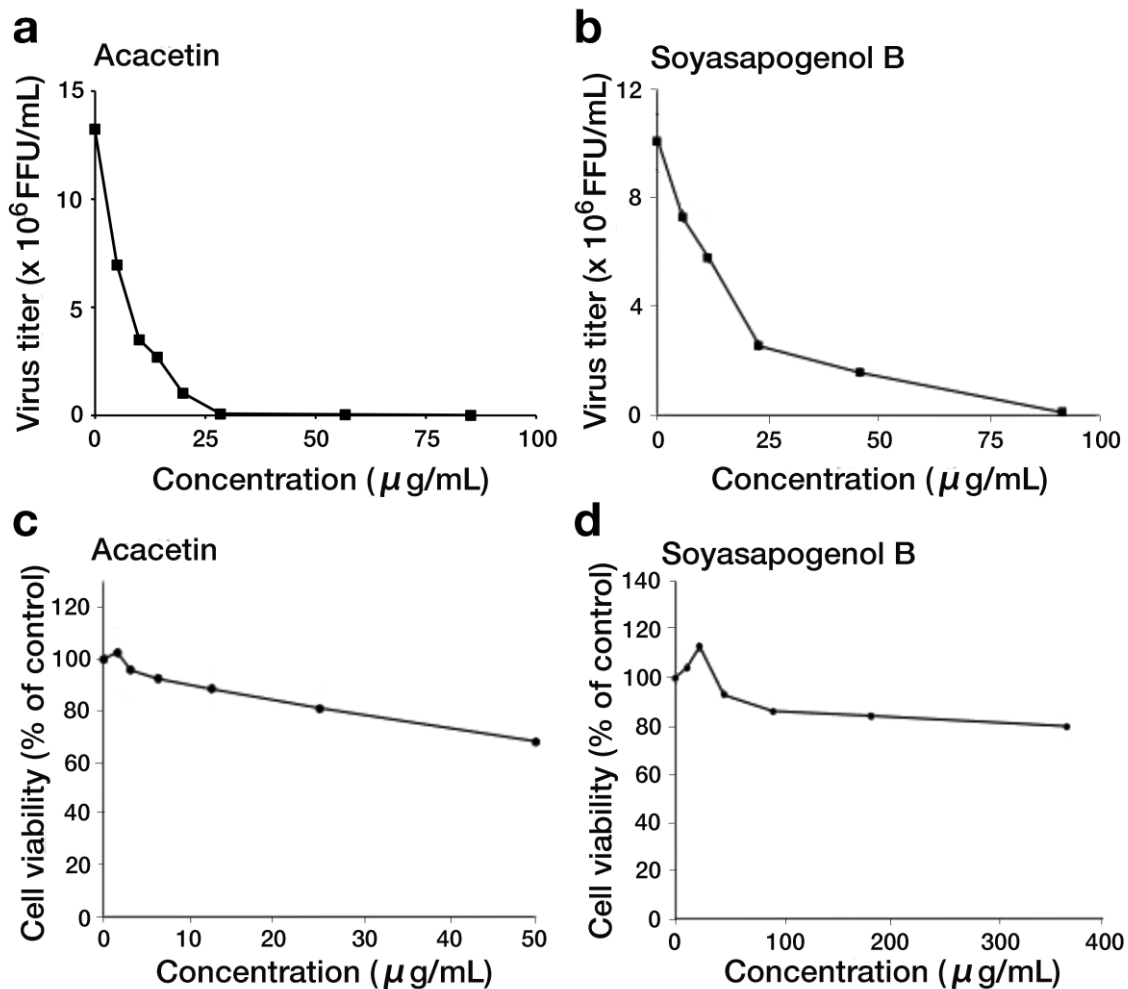 a
Acacetin
Virus titer (x 10⁶FFU/mL)
15
10
5
0
0 25 50 75 100
Concentration (μg/mL)
b
Soyasapogenol B
Virus titer (x 10⁶FFU/mL)
12
8
4
0
0 25 50 75 100
Concentration (μg/mL)
c
Acacetin
Cell viability (% of control)
120
100
80
60
40
20
0
0 10 20 30 40 50
Concentration (μg/mL)
d
Soyasapogenol B
Cell viability (% of control)
140
120
100
80
60
40
20
0
0 100 200 300 400
Concentration (μg/mL)